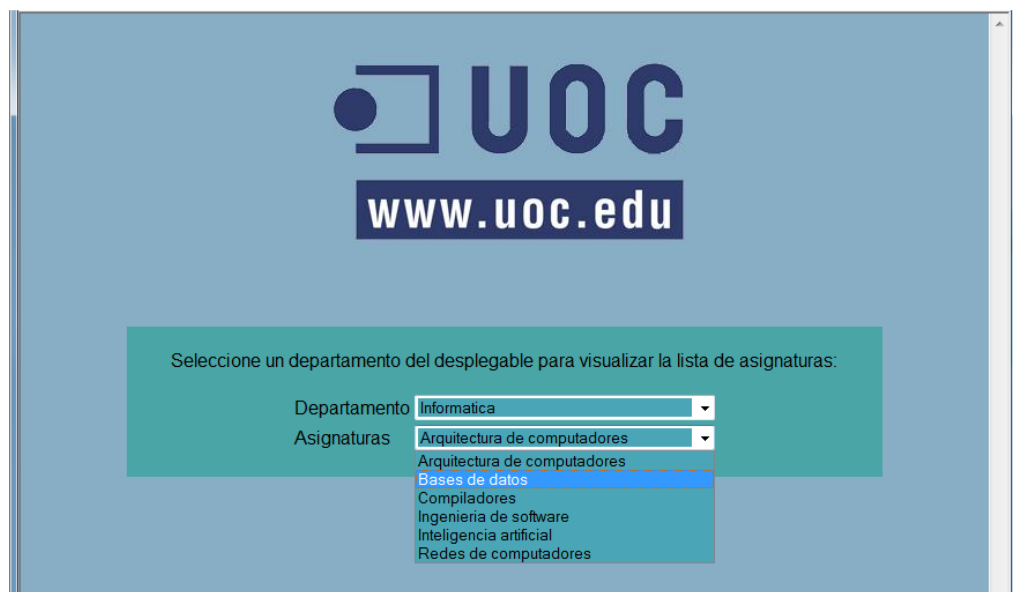 UOC
www.uoc.edu
Seleccione un departamento del desplegable para visualizar la lista de asignaturas:
Departamento Informatica
Asignaturas Arquitectura de computadores
Arquitectura de computadores
Bases de datos
Compiladores
Ingenieria de software
Inteligencia artificial
Redes de computadores